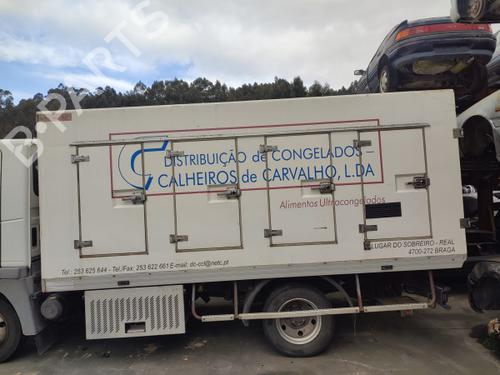 DISTRIBUIÇÃO de CONGELADOS -
CALHEIROS de CARVALHO, L.DA
Alimentos Ultracongelados
LUGAR DO SOBREIRO - REAL
4700-272 BRAGA
Tel.: 253 625 644 - Tel./Fax.: 253 622 661 E-mail: dc-ccl@netc.pt
B-PARTS